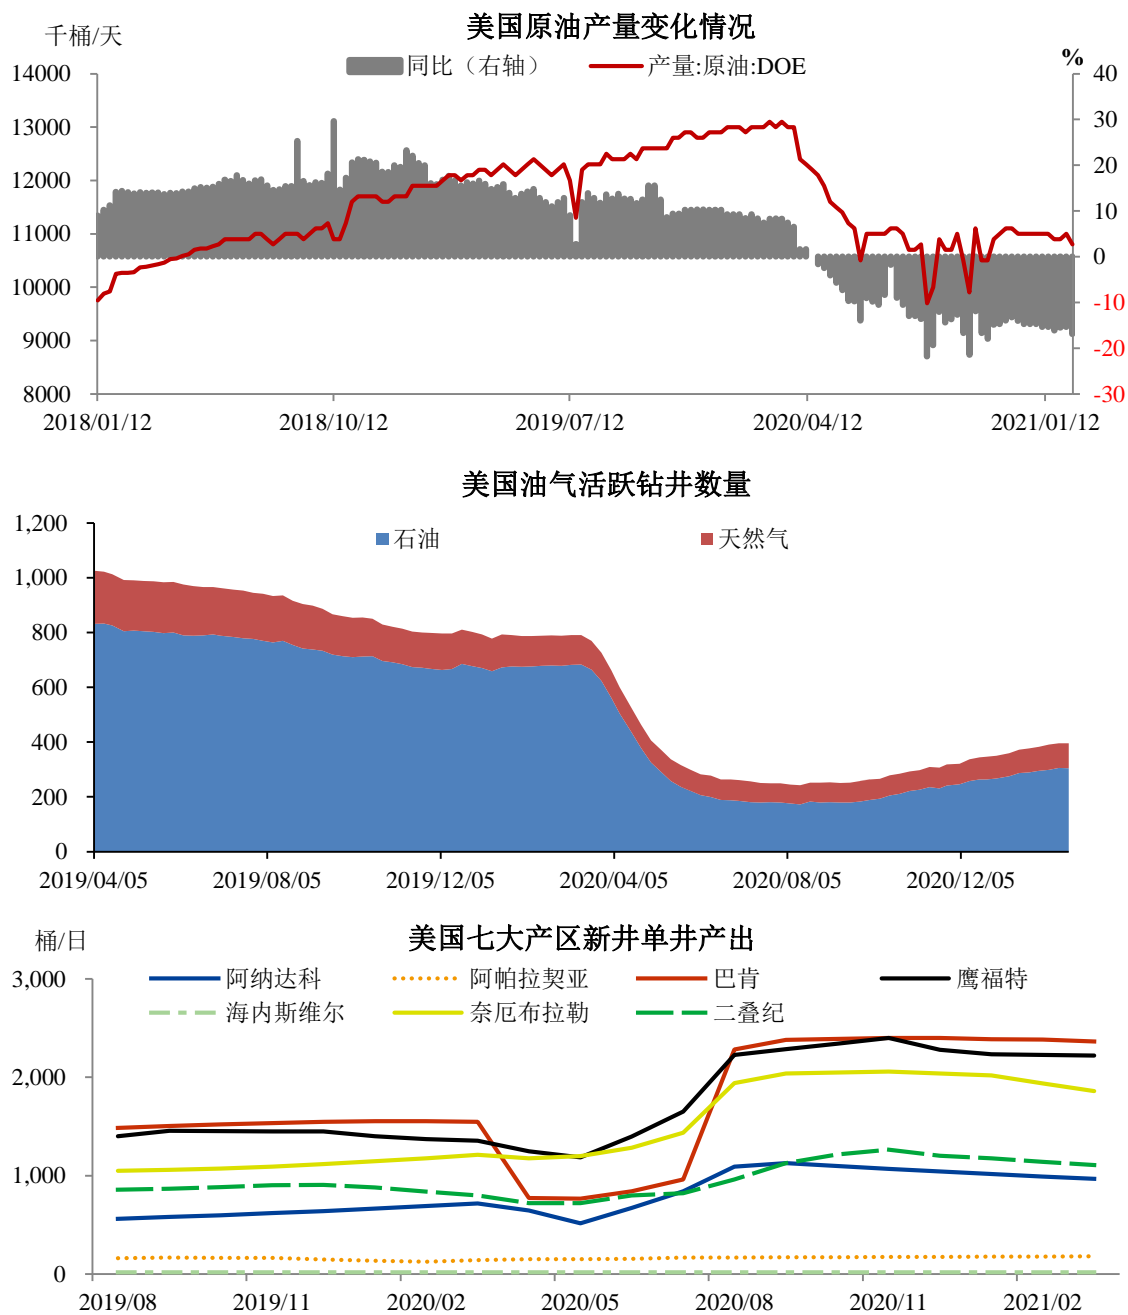 美国原油产量变化情况
千桶/天
同比（右轴） 产量:原油:DOE %
14000 40
13000 30
12000 20
11000 10
10000 0
9000 -10
8000 -20
-30
2018/01/12 2018/10/12 2019/07/12 2020/04/12 2021/01/12
美国油气活跃钻井数量
1,200
石油 天然气
1,000
800
600
400
200
0
2019/04/05 2019/08/05 2019/12/05 2020/04/05 2020/08/05 2020/12/05
桶/日 美国七大产区新井单井产出
3,000
阿纳达科 阿帕拉契亚 巴肯 鹰福特
海内斯维尔 奈厄布拉勒 二叠纪
2,000
1,000
0
2019/08 2019/11 2020/02 2020/05 2020/08 2020/11 2021/02